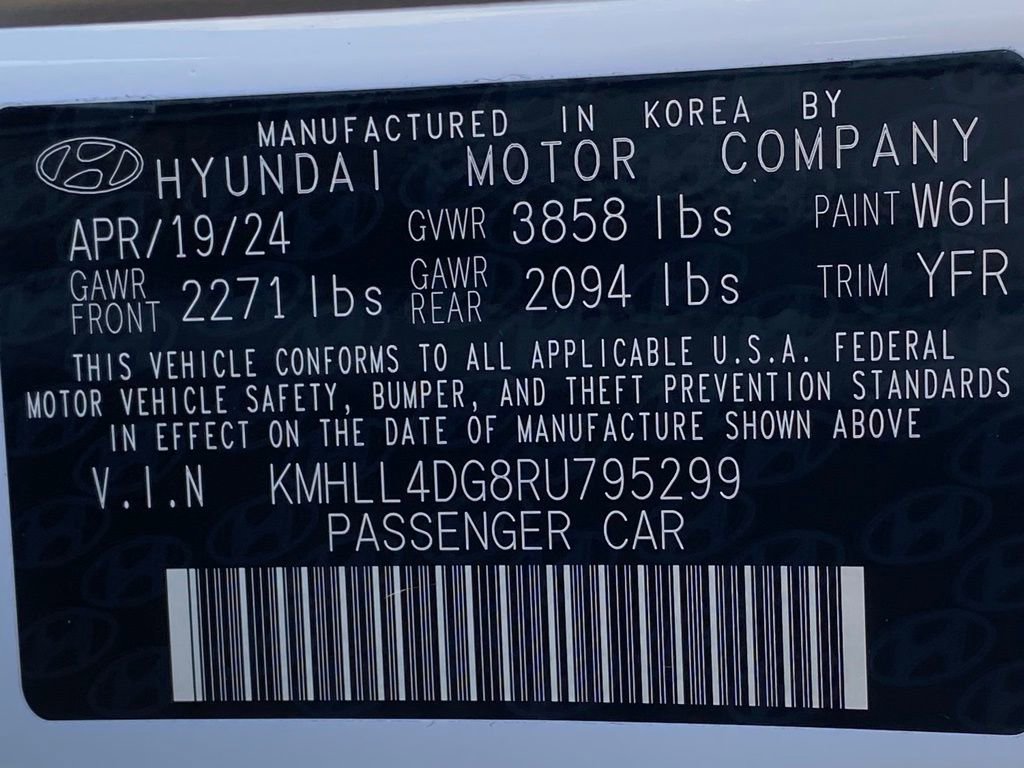 MANUFACTURED IN KOREA BY
HYUNDAI MOTOR COMPANY
APR/19/24 GVWR 3858 lbs PAINT W6H
GAWR FRONT 2271 lbs GAWR REAR 2094 lbs TRIM YFR
THIS VEHICLE CONFORMS TO ALL APPLICABLE U.S.A. FEDERAL
MOTOR VEHICLE SAFETY, BUMPER, AND THEFT PREVENTION STANDARDS
IN EFFECT ON THE DATE OF MANUFACTURE SHOWN ABOVE
V.I.N KMHLL4DG8RU795299
PASSENGER CAR